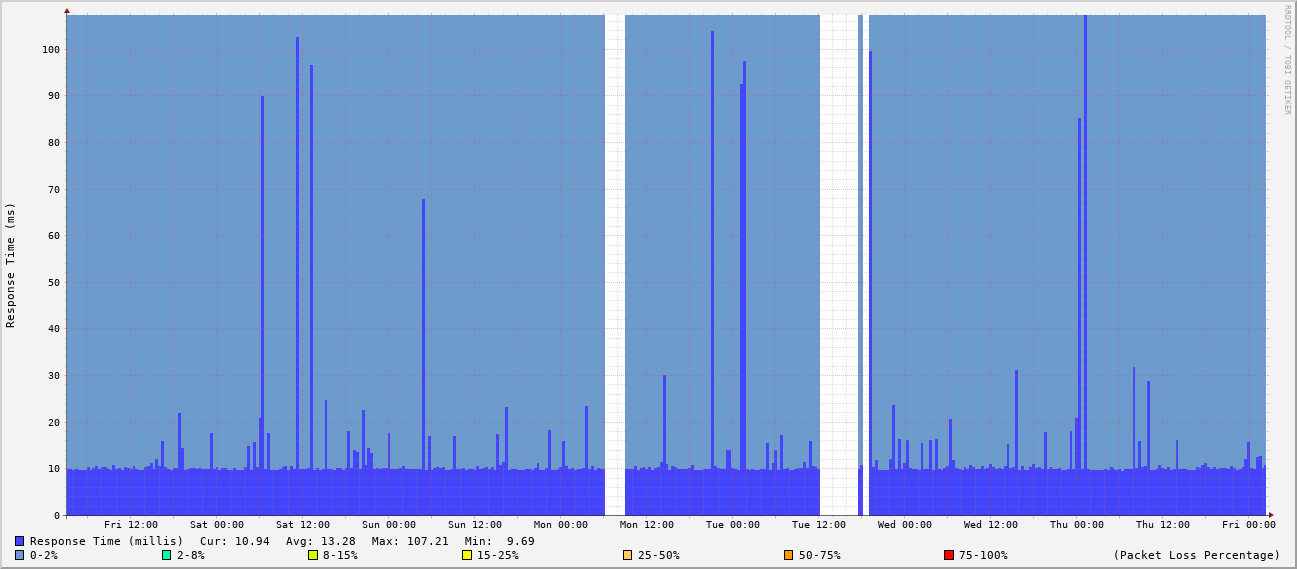 RRDTOOL / TOBI OETIKER
Response Time (ms)
100
90
80
70
60
50
40
30
20
10
0
Fri 12:00 Sat 00:00 Sat 12:00 Sun 00:00 Sun 12:00 Mon 00:00 Mon 12:00 Tue 00:00 Tue 12:00 Wed 00:00 Wed 12:00 Thu 00:00 Thu 12:00 Fri 00:00
Response Time (millis) Cur: 10.94 Avg: 13.28 Max: 107.21 Min: 9.69
0-2% 2-8% 8-15% 15-25% 25-50% 50-75% 75-100% (Packet Loss Percentage)